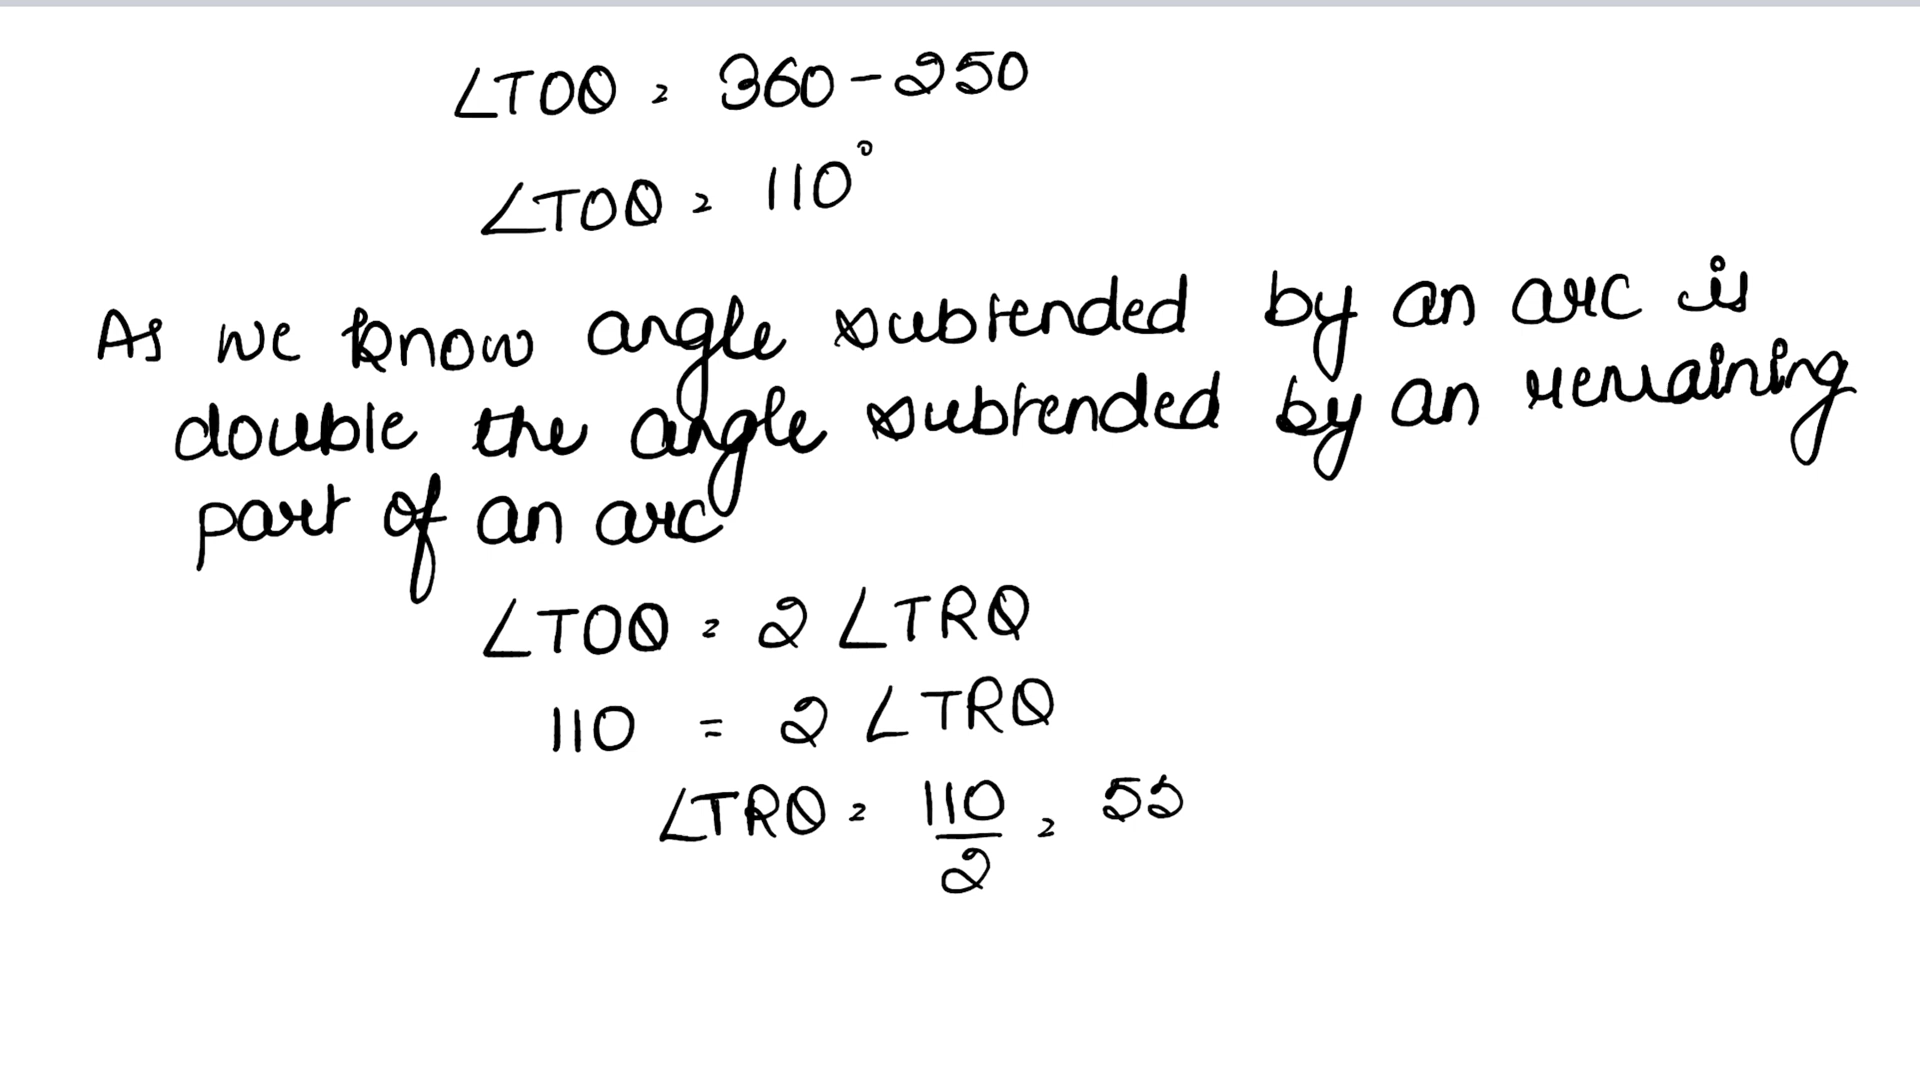 ∠TOQ = 360-250
∠TOQ = 110°
As we know angle subtended by an arc is
double the angle subtended by an remaining
part of an arc
∠TOQ = 2 ∠TRQ
110 = 2 ∠TRQ
∠TRQ = 110/2 = 55